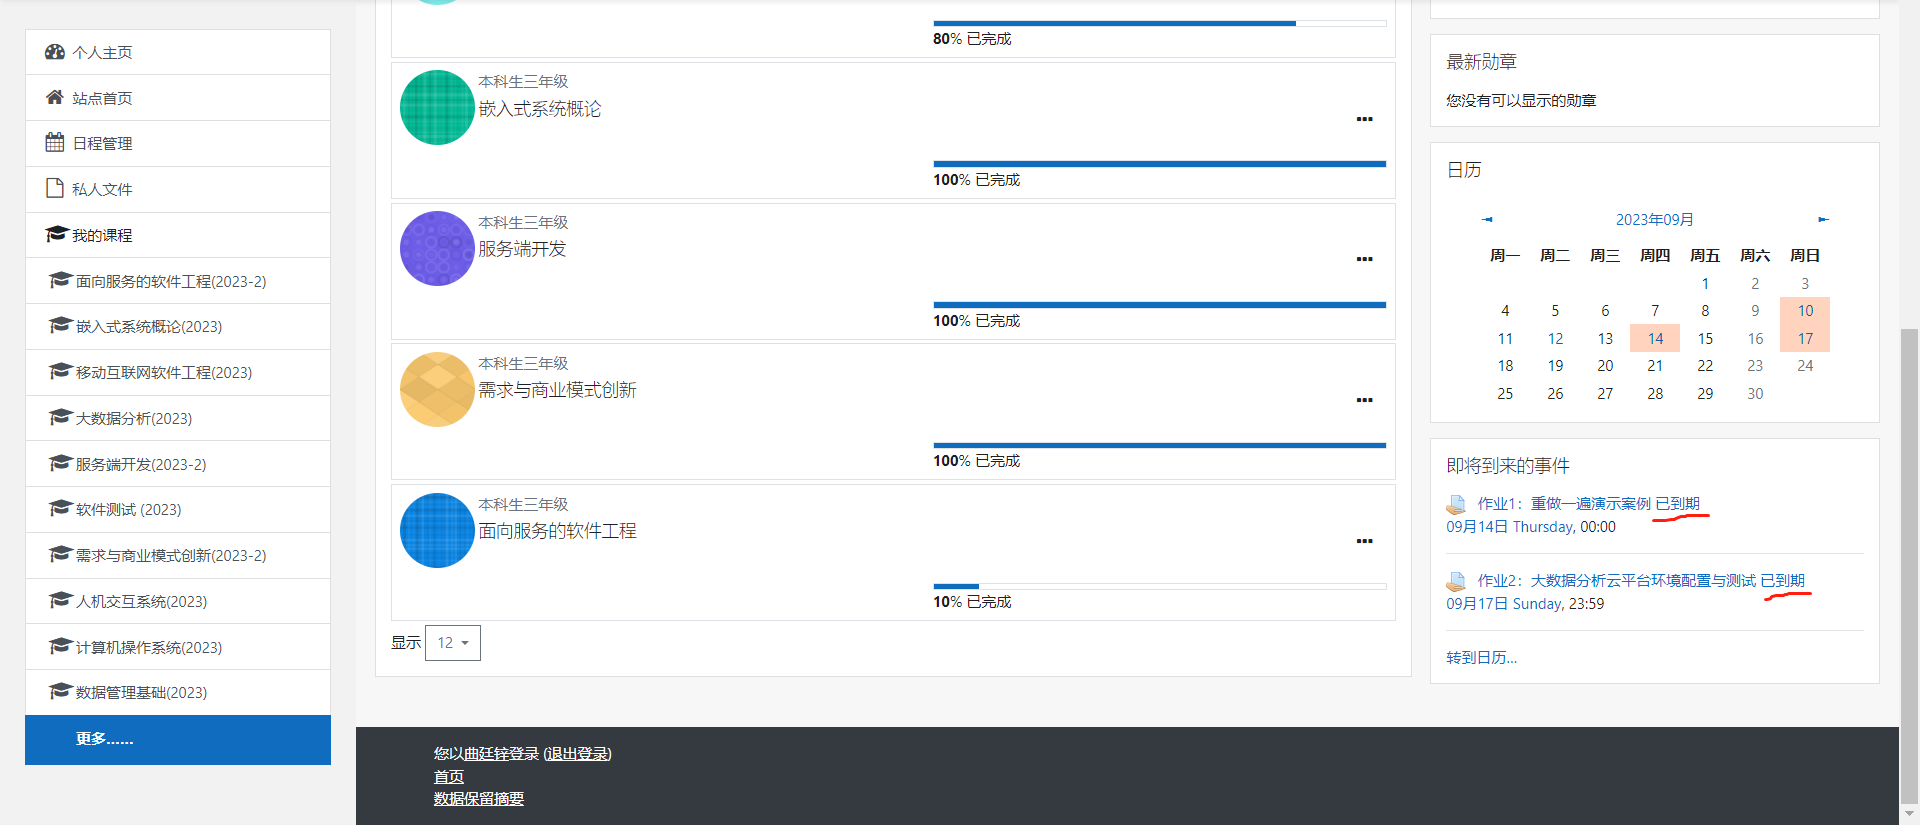 个人主页
站点首页
日程管理
私人文件
我的课程
面向服务的软件工程(2023-2)
嵌入式系统概论(2023)
移动互联网软件工程(2023)
大数据分析(2023)
服务端开发(2023-2)
软件测试 (2023)
需求与商业模式创新(2023-2)
人机交互系统(2023)
计算机操作系统(2023)
数据管理基础(2023)
更多......
80% 已完成
本科生三年级
嵌入式系统概论
100% 已完成
本科生三年级
服务端开发
100% 已完成
本科生三年级
需求与商业模式创新
100% 已完成
本科生三年级
面向服务的软件工程
10% 已完成
显示 12
最新勋章
您没有可以显示的勋章
日历
2023年09月
周一 周二 周三 周四 周五 周六 周日
1 2 3
4 5 6 7 8 9 10
11 12 13 14 15 16 17
18 19 20 21 22 23 24
25 26 27 28 29 30
即将到来的事件
作业1：重做一遍演示案例 已到期
09月14日 Thursday, 00:00
作业2：大数据分析云平台环境配置与测试 已到期
09月17日 Sunday, 23:59
转到日历...
您以曲廷锌登录 (退出登录)
首页
数据保留摘要